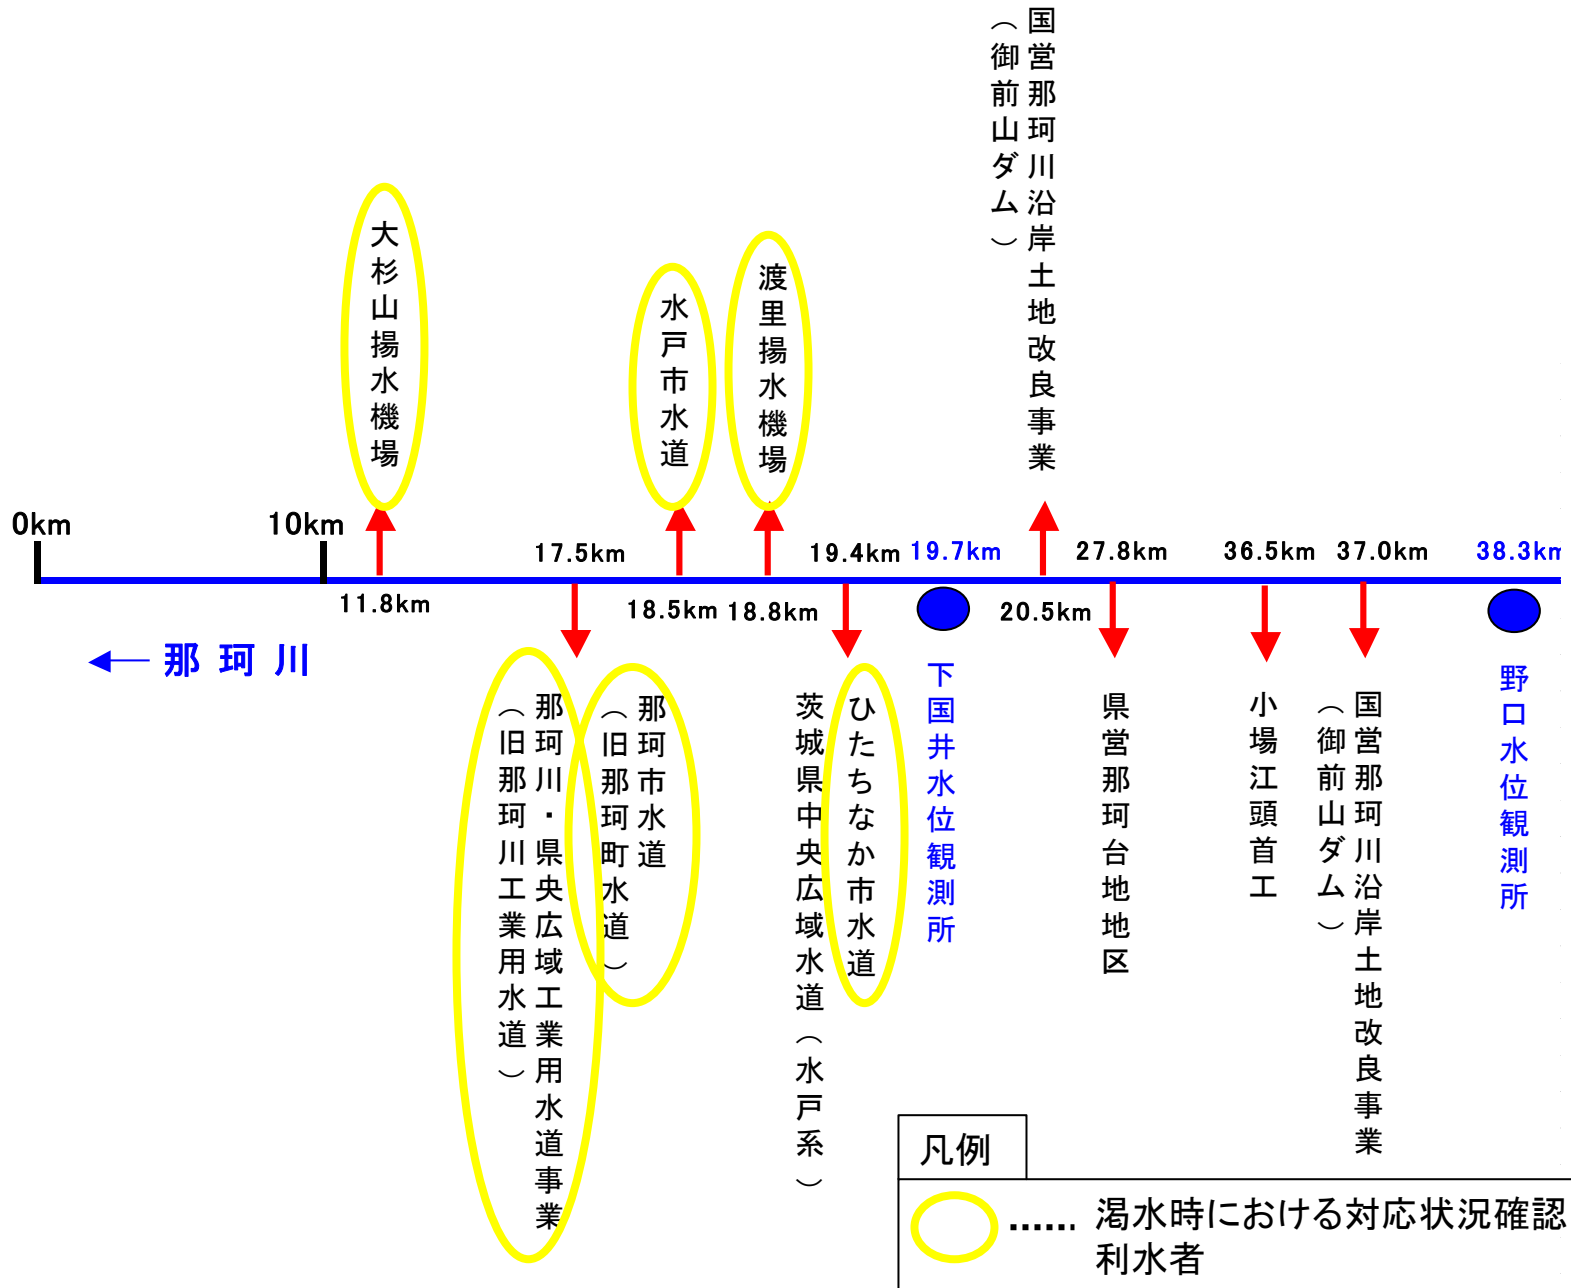 国営那珂川沿岸土地改良事業
（御前山ダム）
大杉山揚水機場
水戸市水道
渡里揚水機場
0km
10km
17.5km
19.4km
19.7km
27.8km
36.5km
37.0km
38.3km
11.8km
18.5km
18.8km
20.5km
那珂川
那珂川・県央広域工業用水道事業
（旧那珂川工業用水道）
那珂市水道
（旧那珂町水道）
ひたちなか市水道
茨城県中央広域水道（水戸系）
下国井水位観測所
県営那珂台地地区
小場江頭首工
国営那珂川沿岸土地改良事業
（御前山ダム）
野口水位観測所
凡例
…… 渇水時における対応状況確認
利水者